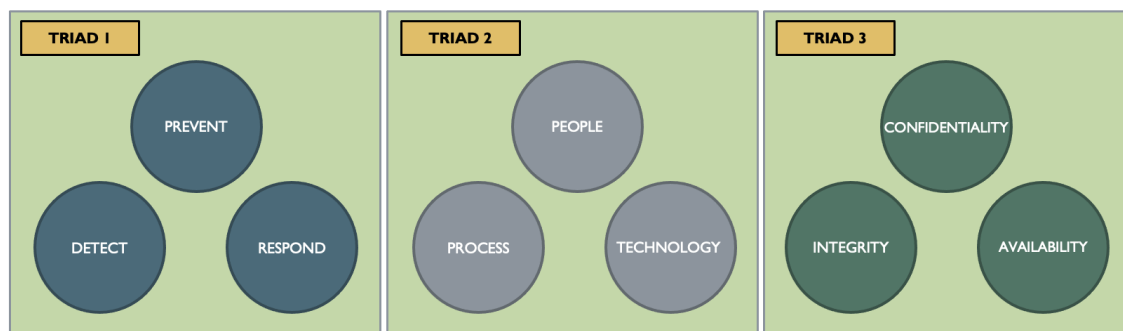 TRIAD 1
PREVENT
DETECT
RESPOND
TRIAD 2
PEOPLE
PROCESS
TECHNOLOGY
TRIAD 3
CONFIDENTIALITY
INTEGRITY
AVAILABILITY